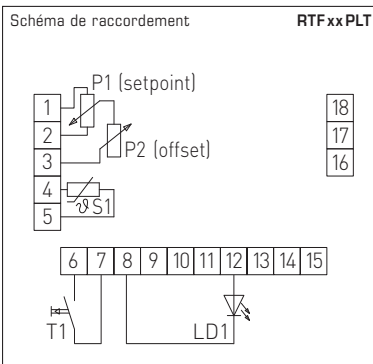 Schéma de raccordement RTF xx PLT
P1 (setpoint)
1
18
2
17
P2 (offset)
3
16
4
ϑ S1
5
6 7 8 9 10 11 12 13 14 15
T1
LD1